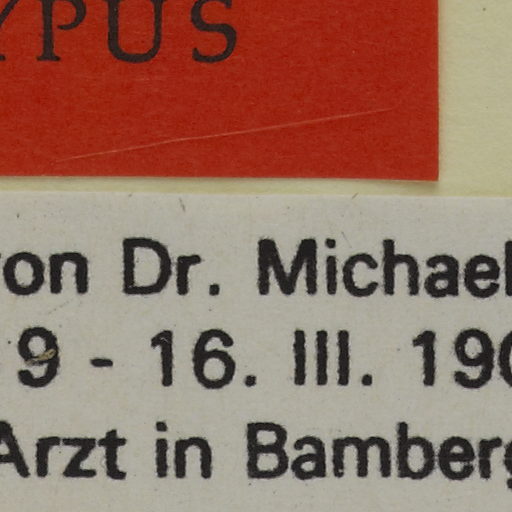 YPUS
von Dr. Michael
9 - 16. III. 190
Arzt in Bamberg